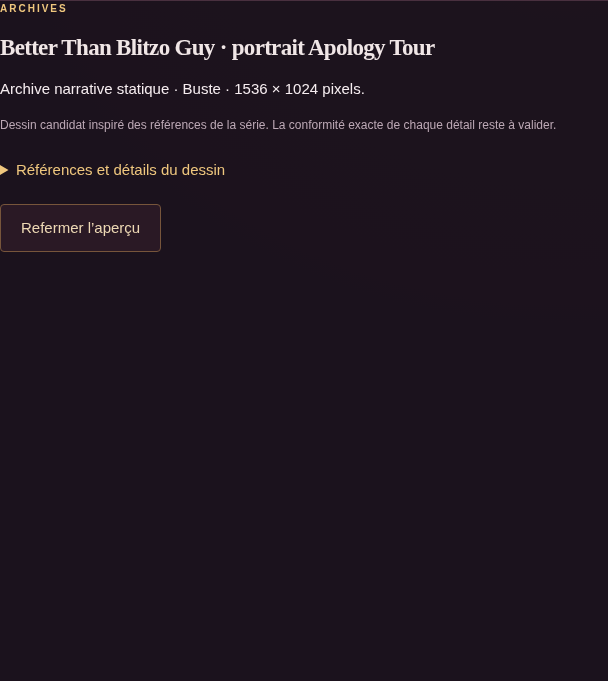 ARCHIVES
Better Than Blitzo Guy · portrait Apology Tour
Archive narrative statique · Buste · 1536 × 1024 pixels.
Dessin candidat inspiré des références de la série. La conformité exacte de chaque détail reste à valider.
Références et détails du dessin
Refermer l'aperçu